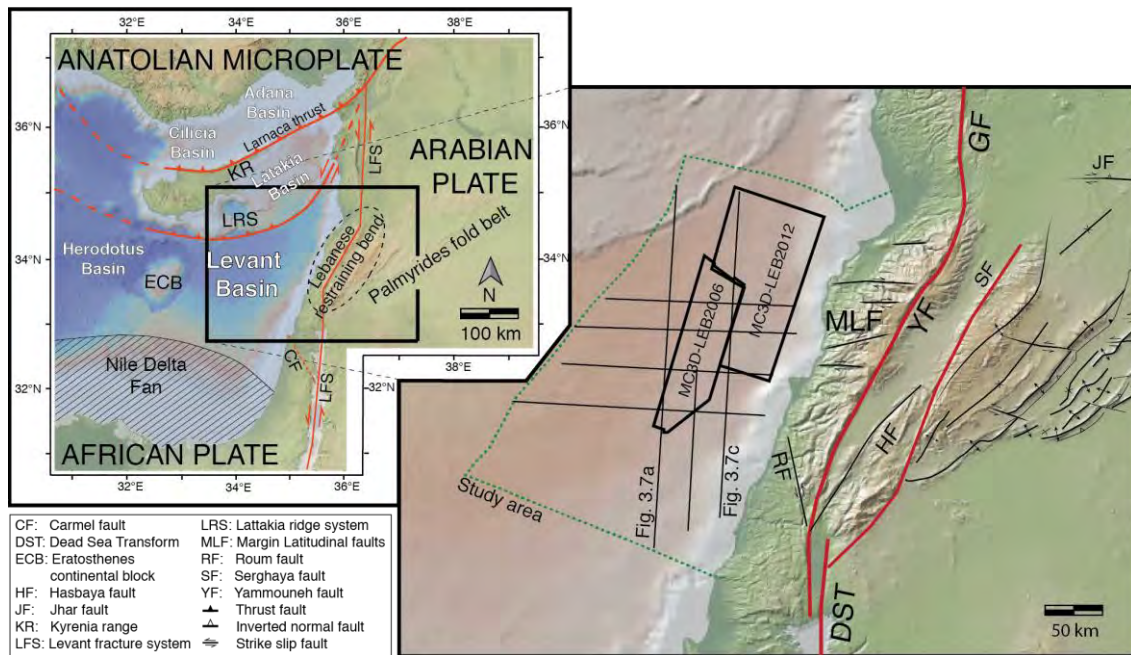 32°E 34°E 36°E 38°E
ANATOLIAN MICROPLATE
Adana
Basin
Cilicia
Basin
Larnaca thrust
36°N
36°N
KR
Latakia
Basin
LFS
ARABIAN
PLATE
LRS
34°N
34°N
Herodotus
Basin
Levant
Basin
ECB
Lebanese
restraining bend
Palmyrides fold belt
N
100 km
CF
Nile Delta
Fan
LFS
32°N
32°N
AFRICAN PLATE
32°E 34°E 36°E
38°E
GF
JF
SF
MC3D-LEB2012
MC3D-LEB2006
MLF
YF
HF
RF
Study area
Fig. 3.7a
Fig. 3.7c
DST
50 km
CF: Carmel fault
DST: Dead Sea Transform
ECB: Eratosthenes
continental block
HF: Hasbaya fault
JF: Jhar fault
KR: Kyrenia range
LFS: Levant fracture system
LRS: Lattakia ridge system
MLF: Margin Latitudinal faults
RF: Roum fault
SF: Serghaya fault
YF: Yammouneh fault
Thrust fault
Inverted normal fault
Strike slip fault